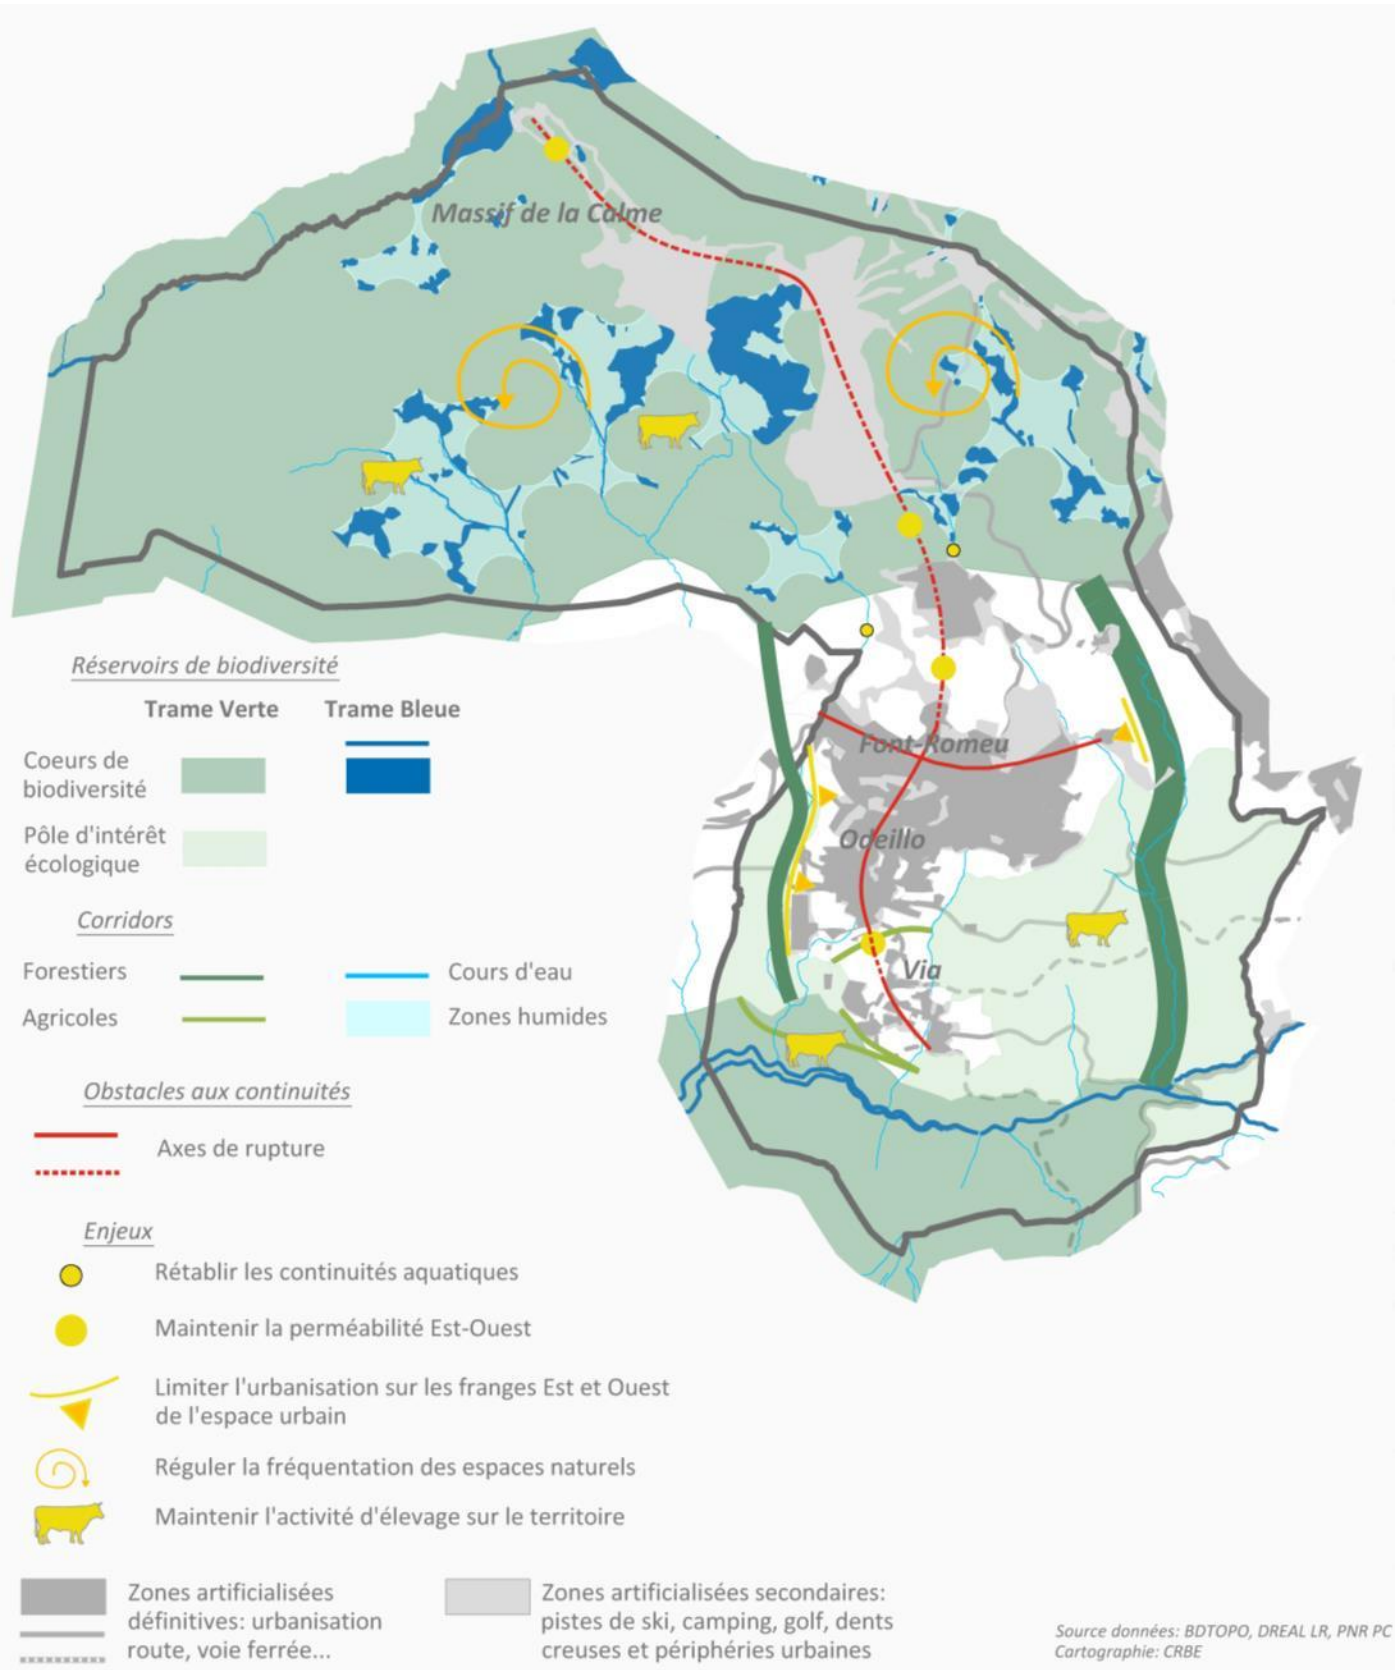 Massif de la Calme
Font-Romeu
Odeillo
Via
Réservoirs de biodiversité
Trame Verte Trame Bleue
Coeurs de
biodiversité
Pôle d'intérêt
écologique
Corridors
Forestiers
Cours d'eau
Agricoles
Zones humides
Obstacles aux continuités
Axes de rupture
Enjeux
Rétablir les continuités aquatiques
Maintenir la perméabilité Est-Ouest
Limiter l'urbanisation sur les franges Est et Ouest
de l'espace urbain
Réguler la fréquentation des espaces naturels
Maintenir l'activité d'élevage sur le territoire
Zones artificialisées
définitives: urbanisation
route, voie ferrée...
Zones artificialisées secondaires:
pistes de ski, camping, golf, dents
creuses et périphéries urbaines
Source données: BDTOPO, DREAL LR, PNR PC
Cartographie: CRBE